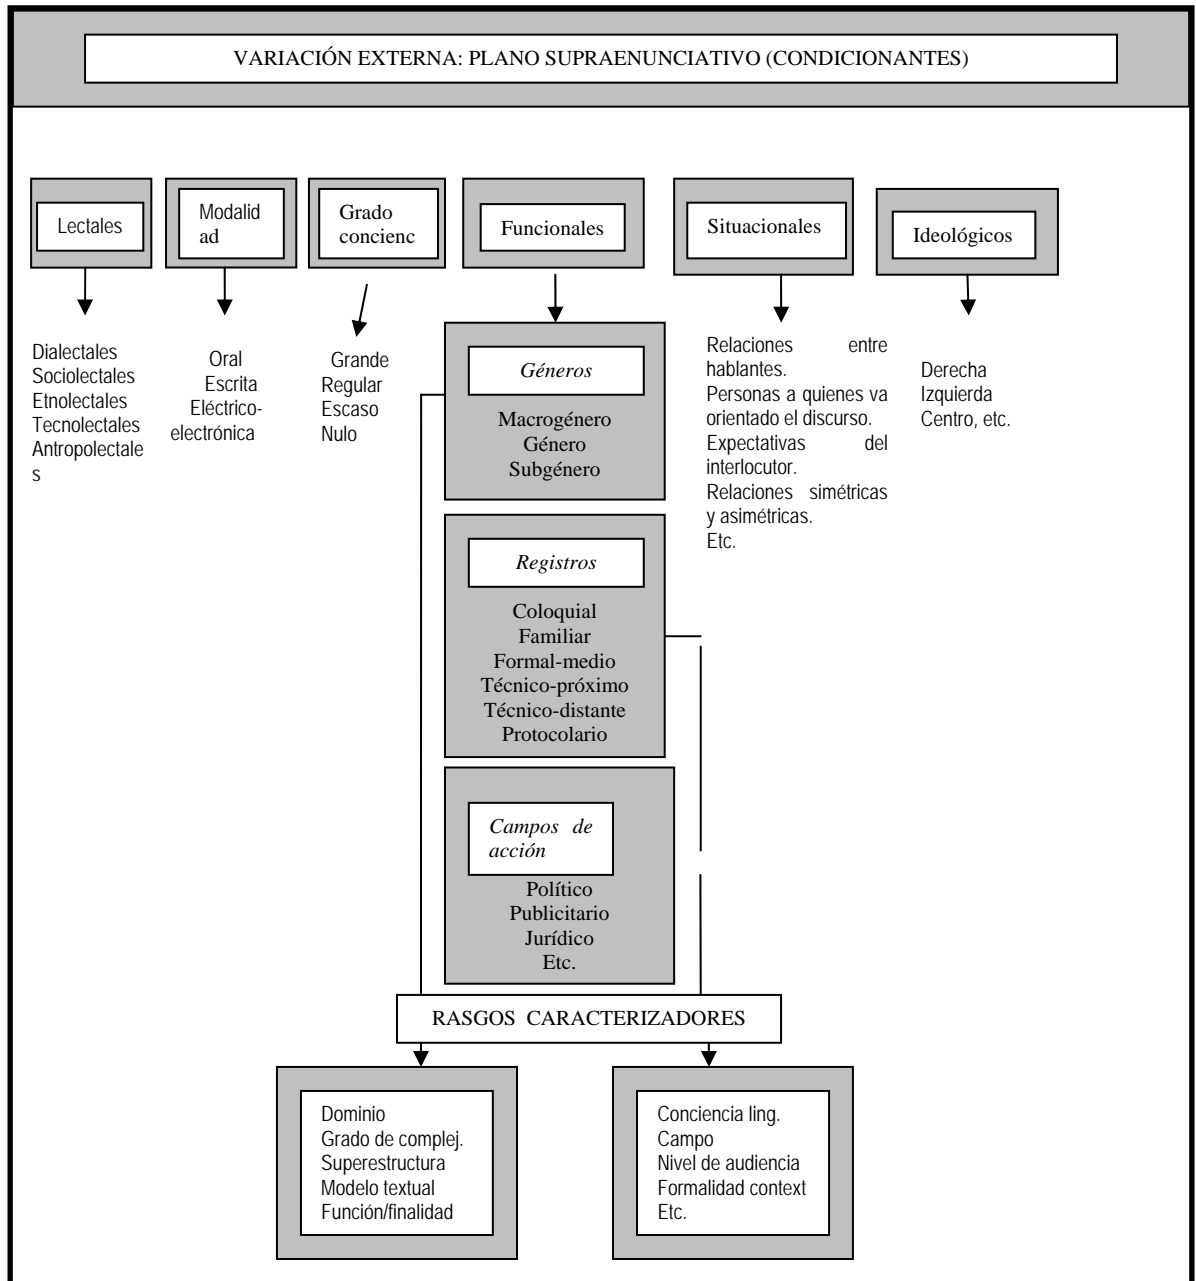 VARIACIÓN EXTERNA: PLANO SUPRAENUNCIATIVO (CONDICIONANTES)
Lectales
Modalid
ad
Grado
concienc
Funcionales
Situacionales
Ideológicos
Dialectales
Sociolectales
Etnolectales
Tecnolectales
Antropolectale
s
Oral
Escrita
Eléctrico-
electrónica
Grande
Regular
Escaso
Nulo
Géneros
Macrogénero
Género
Subgénero
Registros
Coloquial
Familiar
Formal-medio
Técnico-próximo
Técnico-distante
Protocolario
Campos de
acción
Político
Publicitario
Jurídico
Etc.
Relaciones entre
hablantes.
Personas a quienes va
orientado el discurso.
Expectativas del
interlocutor.
Relaciones simétricas
y asimétricas.
Etc.
Derecha
Izquierda
Centro, etc.
RASGOS CARACTERIZADORES
Dominio
Grado de complej.
Superestructura
Modelo textual
Función/finalidad
Conciencia ling.
Campo
Nivel de audiencia
Formalidad context
Etc.